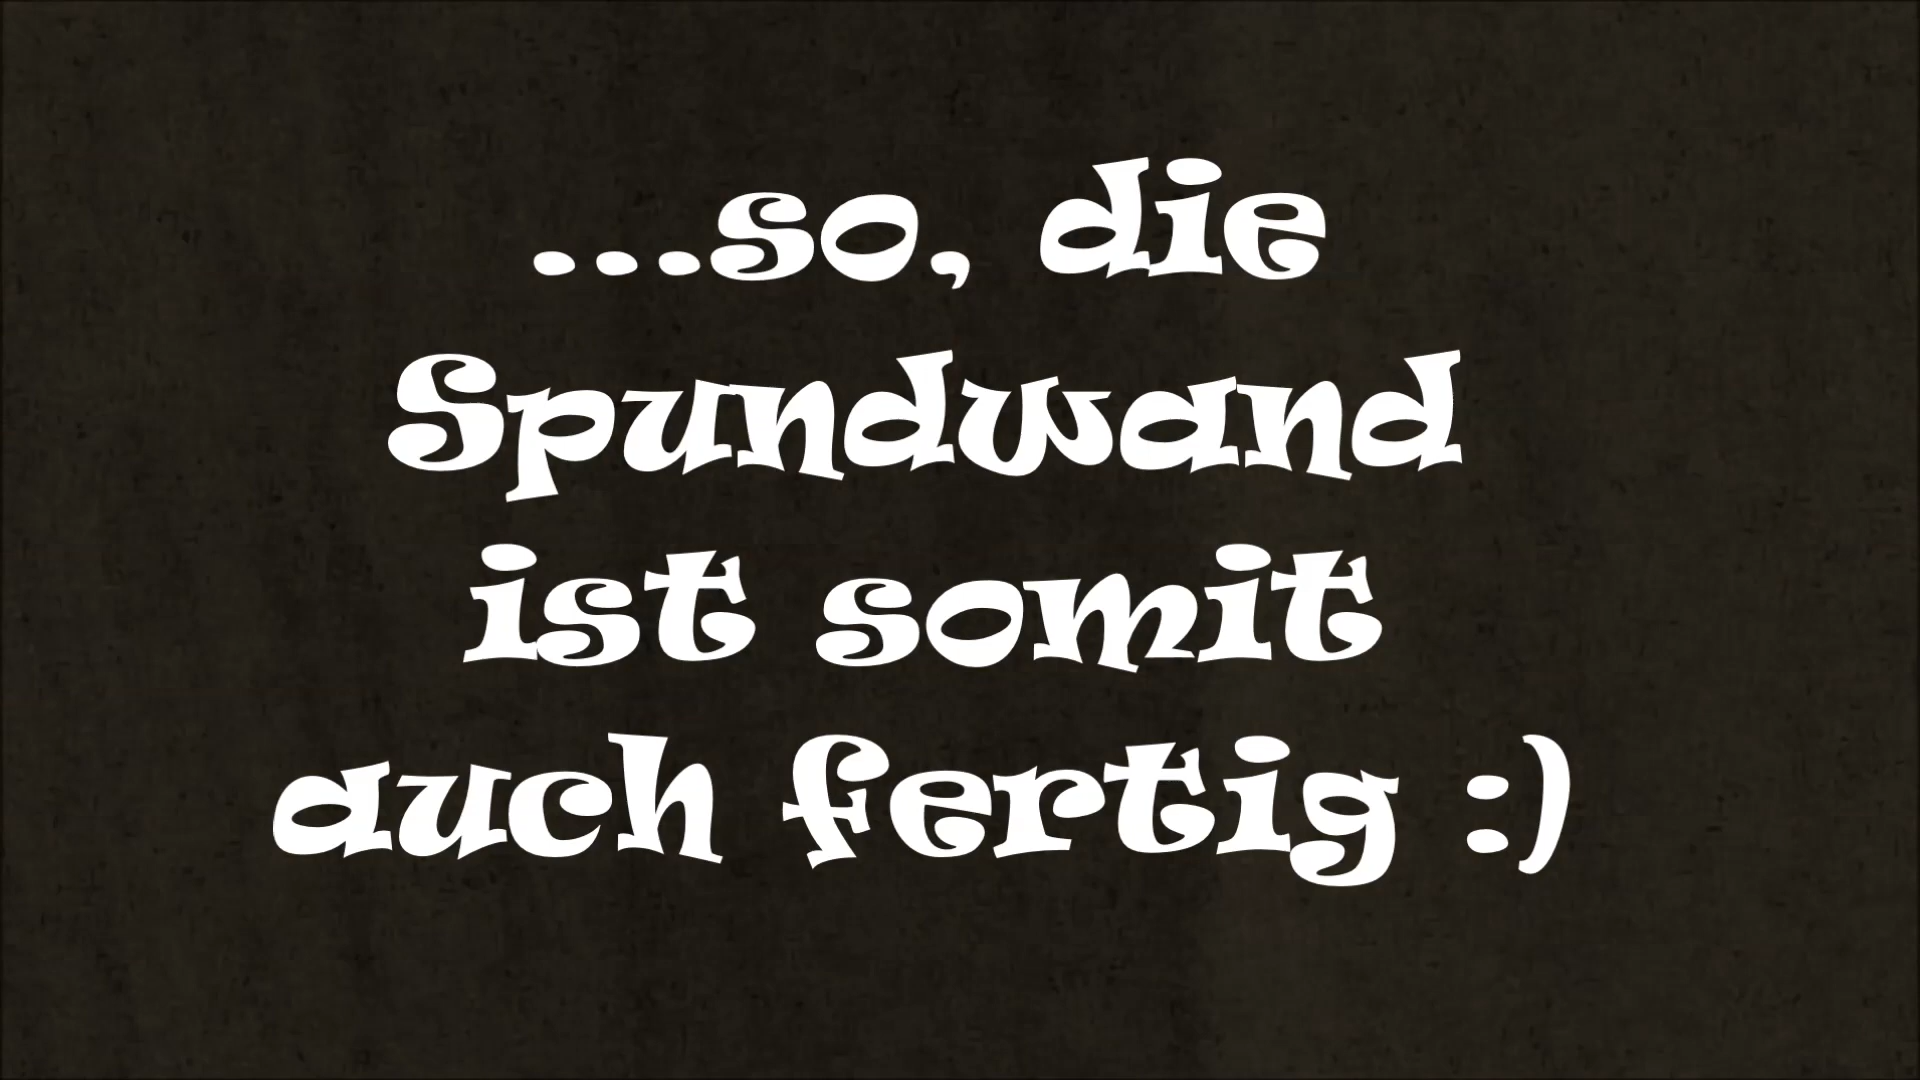 ...so, die
Spundwand
ist somit
auch fertig :)